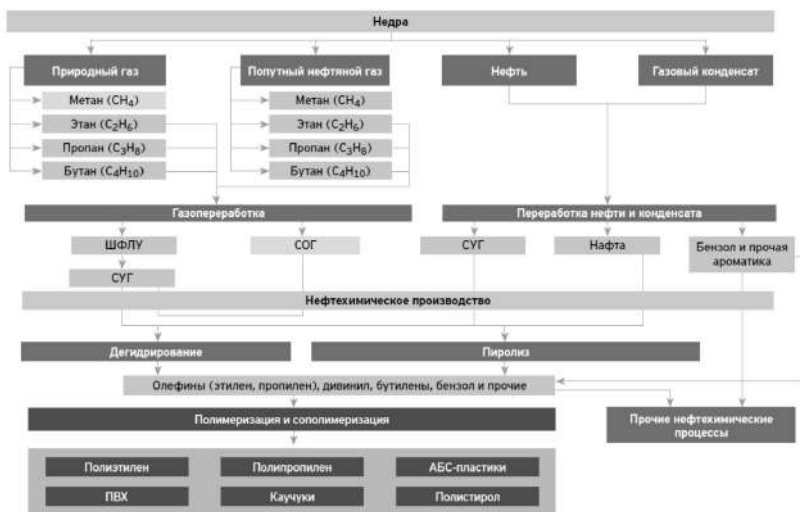 Недра
Природный газ
Попутный нефтяной газ
Нефть
Газовый конденсат
Метан (CH4)
Метан (CH4)
Этан (C2H6)
Этан (C2H6)
Пропан (C3H8)
Пропан (C3H8)
Бутан (C4H10)
Бутан (C4H10)
Газопереработка
Переработка нефти и конденсата
ШФЛУ
СОГ
СУГ
Нафта
Бензол и прочая
ароматика
СУГ
Нефтехимическое производство
Дегидрирование
Пиролиз
Олефины (этилен, пропилен), дивинил, бутилены, бензол и прочие
Полимеризация и сополимеризация
Прочие нефтехимические
процессы
Полиэтилен
Полипропилен
АБС-пластики
ПВХ
Каучуки
Полистирол